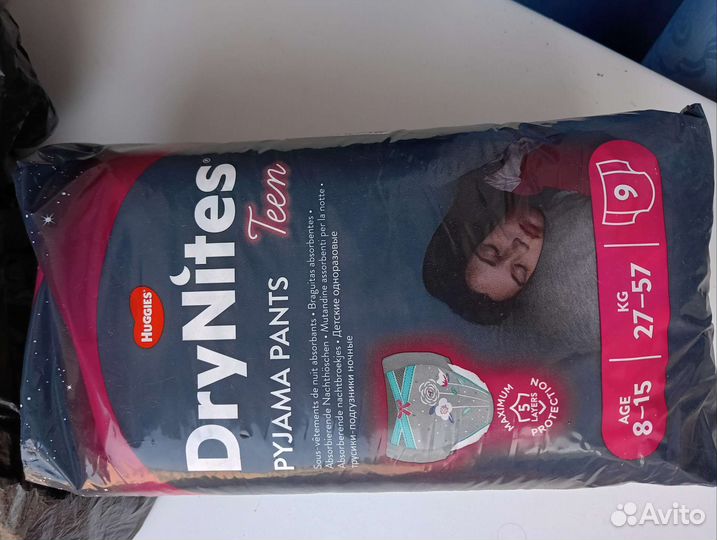 HUGGIES®
DryNites®
PYJAMA PANTS Teen
Sous-vêtements de nuit absorbants • Braguitas absorbentes •
Absorbierende Nachthöschen • Mutandine assorbenti per la notte •
Absorberende nachtbroekjes • Детские одноразовые
трусики-подгузники ночные
MAXIMUM
5
LAYERS
PROTECTION
AGE
8–15
KG
27–57
9
Avito